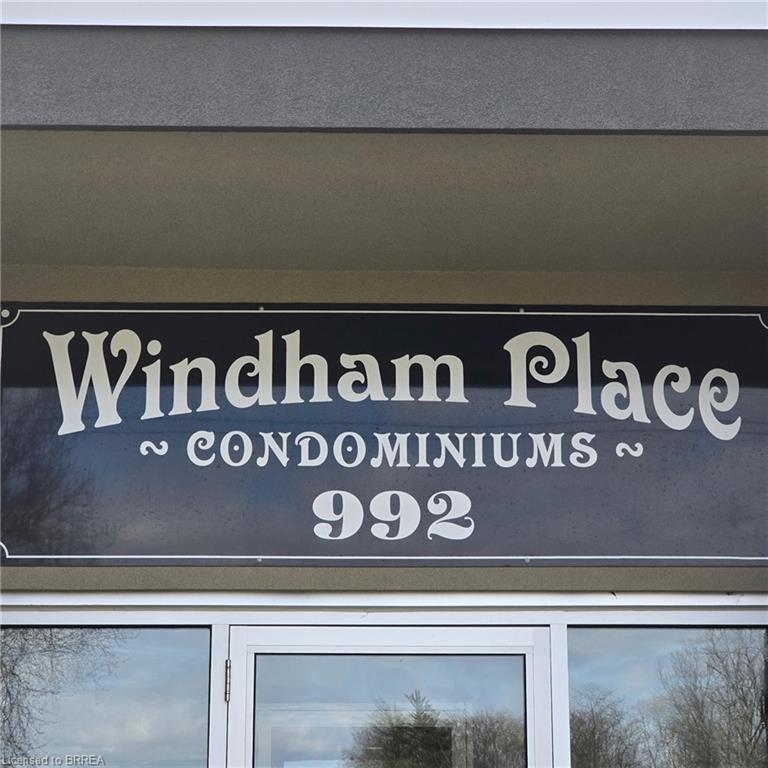 Windham Place
~ CONDOMINIUMS ~
992
Licensed to BRREA